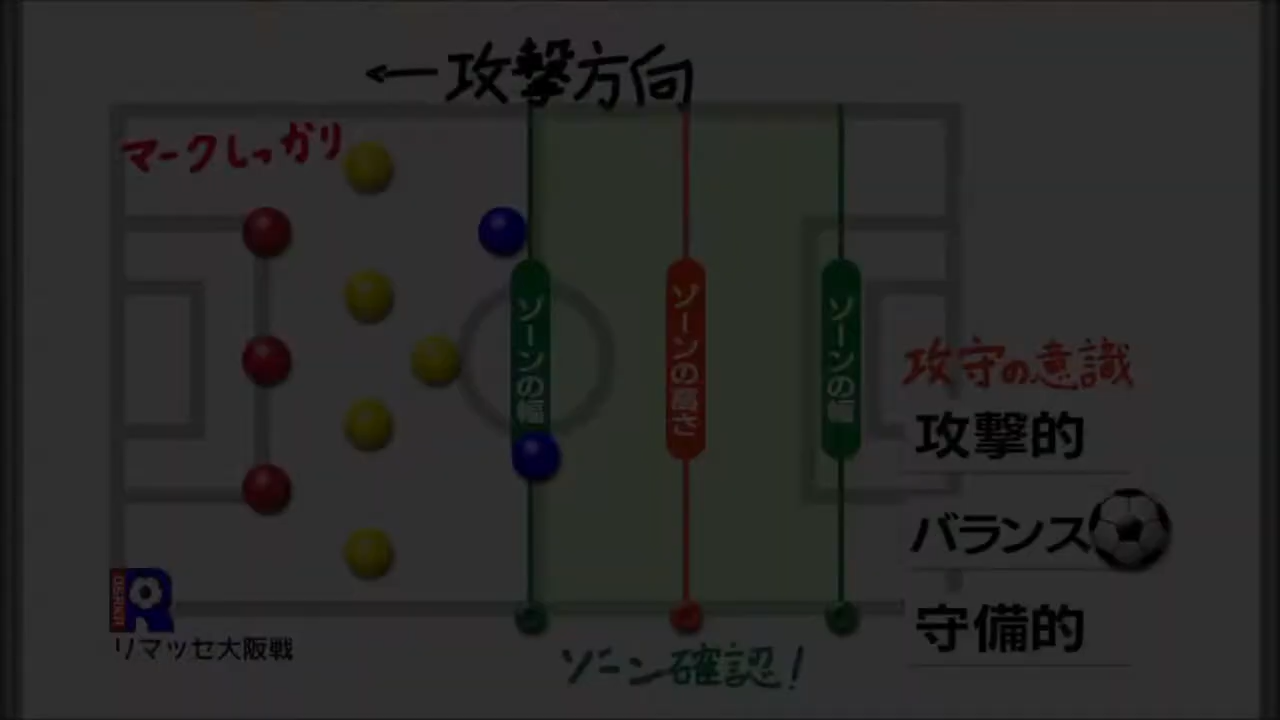 ←攻撃方向
マークしっかり
ゾーンの幅
ゾーンの高さ
ゾーンの幅
攻守の意識
攻撃的
バランス
守備的
OSAKA
R
リマッセ大阪戦
ゾーン確認!